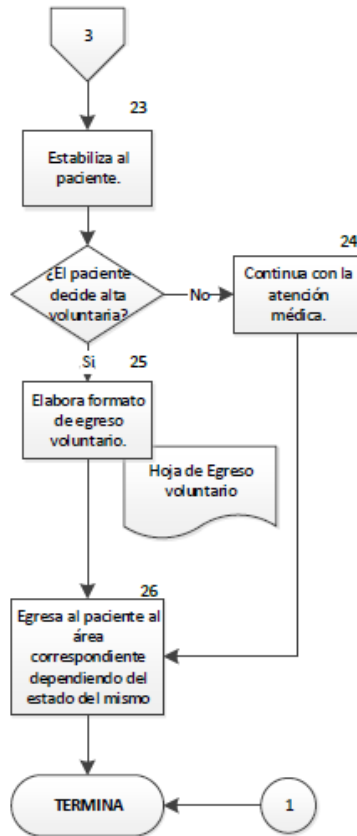 3
23
Estabiliza al
paciente.
¿El paciente
decide alta
voluntaria?
No
24
Continua con la
atención
médica.
Si
25
Elabora formato
de egreso
voluntario.
Hoja de Egreso
voluntario
26
Egresa al paciente al
área
correspondiente
dependiendo del
estado del mismo
TERMINA
1